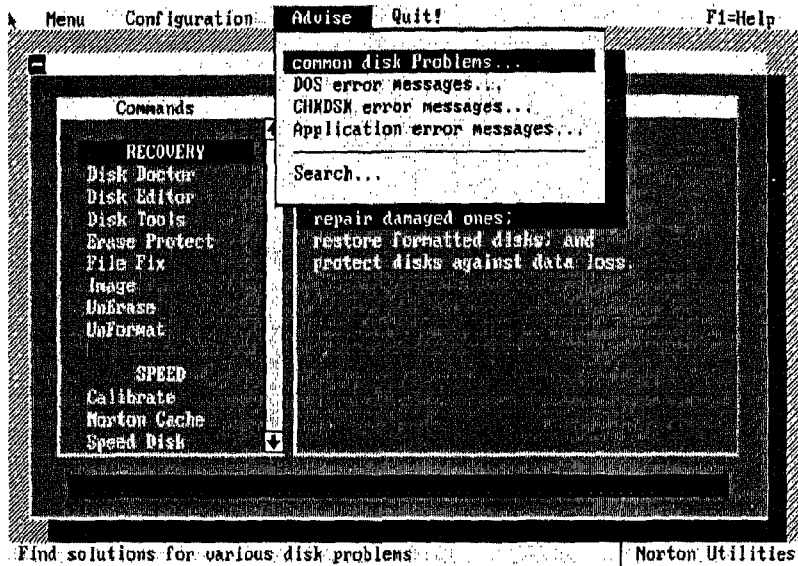 Menu Configuration Advise Quit! F1=Help
common disk Problems...
DOS error messages...
CHKDSK error messages...
Application error messages...
Search...
Commands
RECOVERY
Disk Doctor
Disk Editor
Disk Tools
Erase Protect
File Fix
Image
UnErase
UnFormat
SPEED
Calibrate
Norton Cache
Speed Disk
repair damaged ones;
restore formatted disks; and
protect disks against data loss.
Find solutions for various disk problems
Norton Utilities